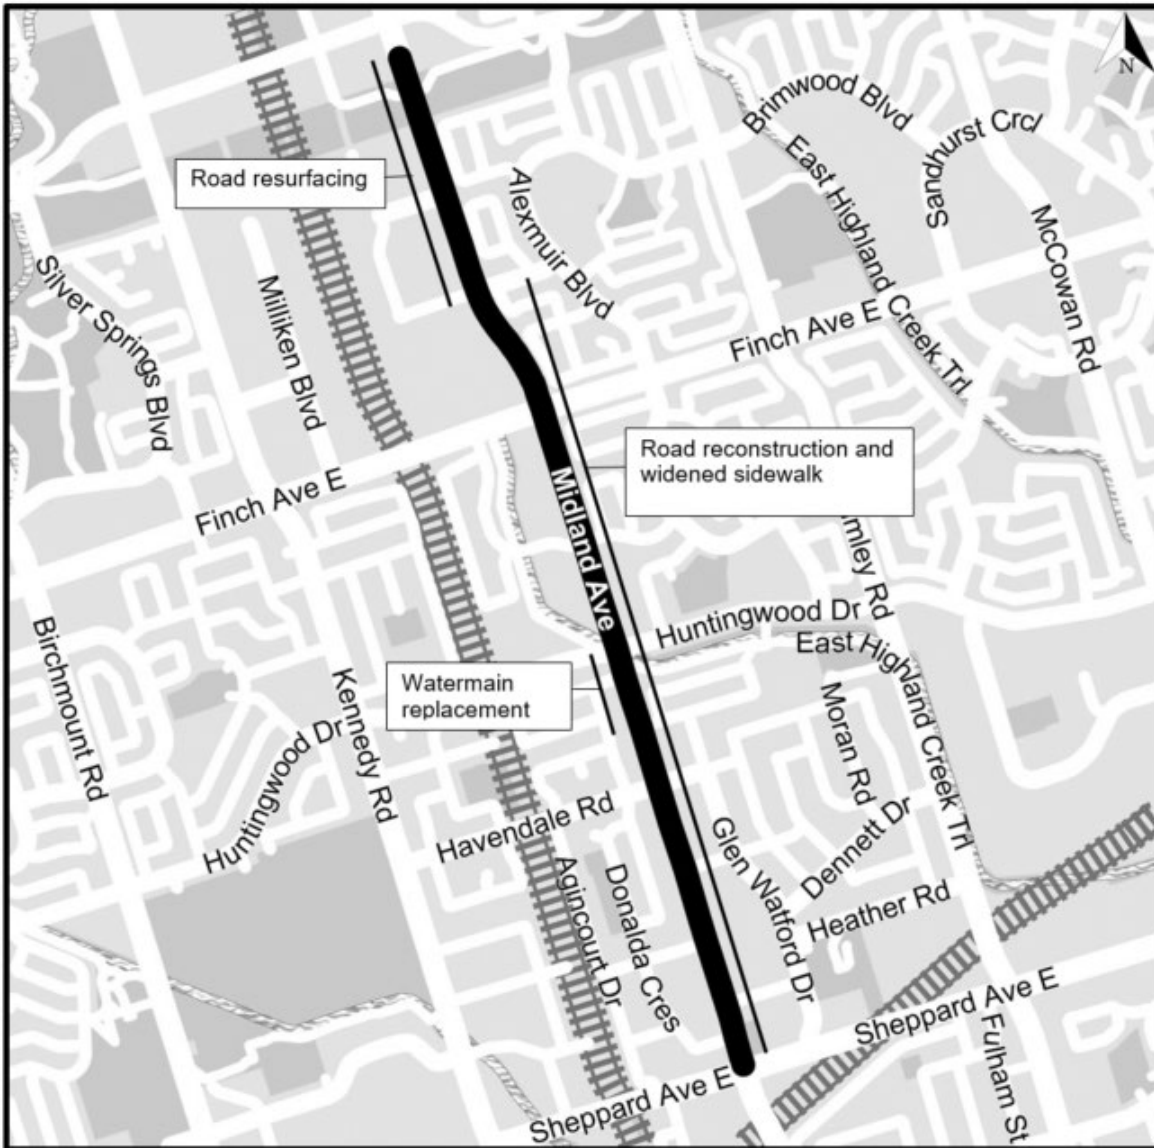 N
Brimwood Blvd
Sandhurst Crcl
Road resurfacing
Alexmuir Blvd
East Highland Creek Trl
McCowan Rd
Silver Springs Blvd
Milliken Blvd
Finch Ave E
Road reconstruction and
widened sidewalk
Finch Ave E
Midland Ave
mley Rd
Huntingwood Dr
East Highland Creek Trl
Birchmount Rd
Watermain
replacement
Kennedy Rd
Moran Rd
Huntingwood Dr
Havendale Rd
Glen Watford Dr
Dennett Dr
Agincourt Dr
Donalda Cres
Heather Rd
Sheppard Ave E
Fulham St
Sheppard Ave E